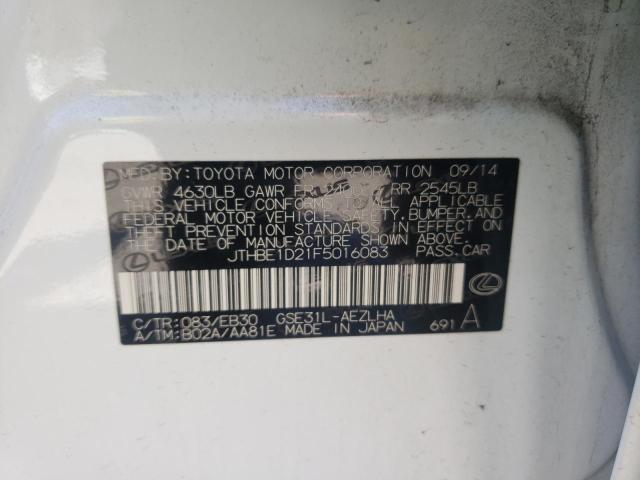 MFD BY: TOYOTA MOTOR CORPORATION 09/14
GVWR 4630LB GAWR FR RR 2545LB
THIS VEHICLE CONFORMS TO ALL APPLICABLE
FEDERAL MOTOR VEHICLE SAFETY, BUMPER, AND
THEFT PREVENTION STANDARDS IN EFFECT ON
THE DATE OF MANUFACTURE SHOWN ABOVE.
JTHBE1D21F5016083 PASS.CAR
C/TR: 083/EB30 GSE31L-AEZLHA
A/TM: B02A/AA81E MADE IN JAPAN 691 A